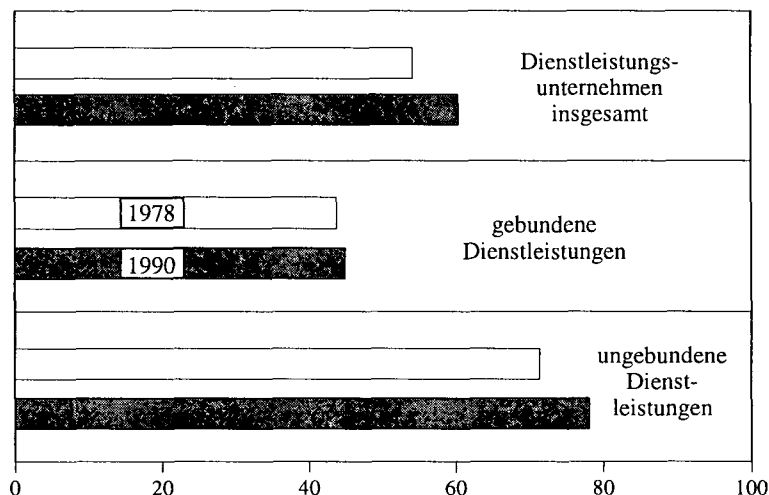 Dienstleistungs-
unternehmen
insgesamt
1978
1990
gebundene
Dienstleistungen
ungebundene
Dienst-
leistungen
0 20 40 60 80 100